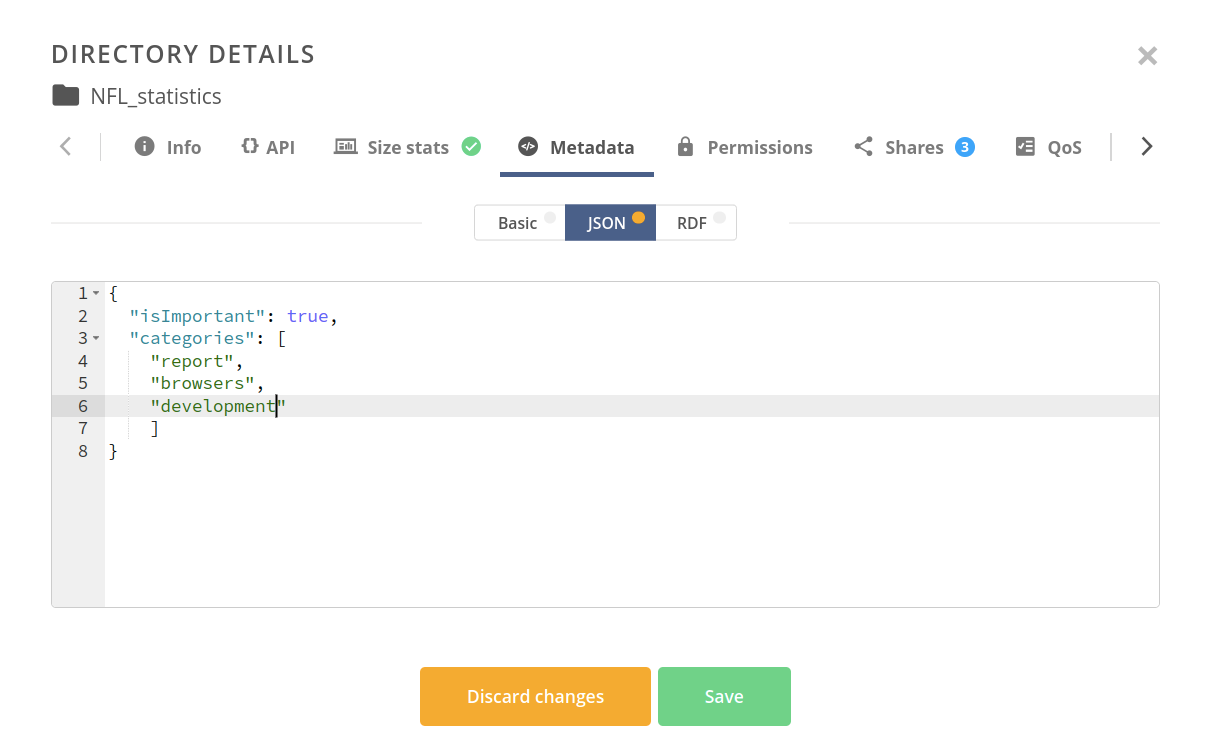 DIRECTORY DETAILS
NFL_statistics
Info {} API Size stats Metadata Permissions Shares 3 QoS
Basic JSON RDF
1 {
2 "isImportant": true,
3 "categories": [
4 "report",
5 "browsers",
6 "development"
7 ]
8 }
Discard changes Save